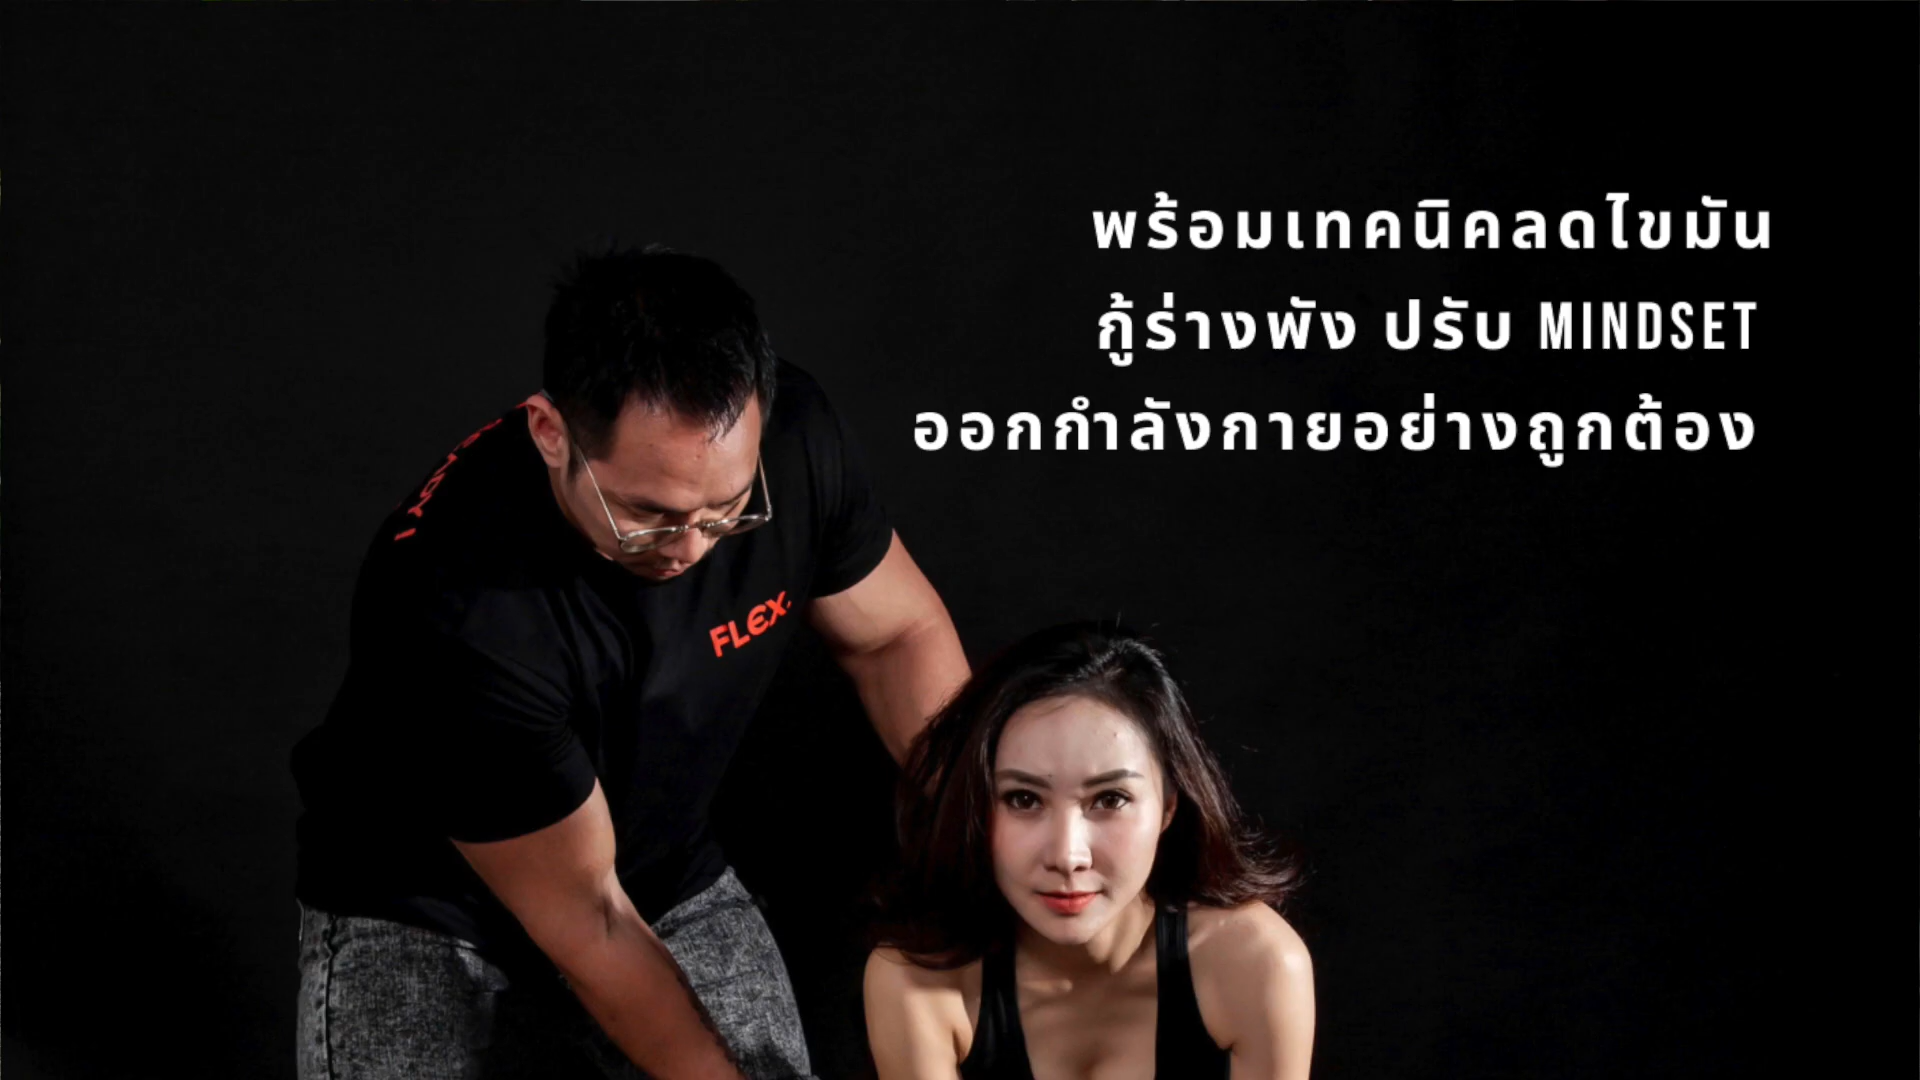 พร้อมเทคนิคลดไขมัน
กู้ร่างพัง ปรับ MINDSET
ออกกำลังกายอย่างถูกต้อง
FLEX.